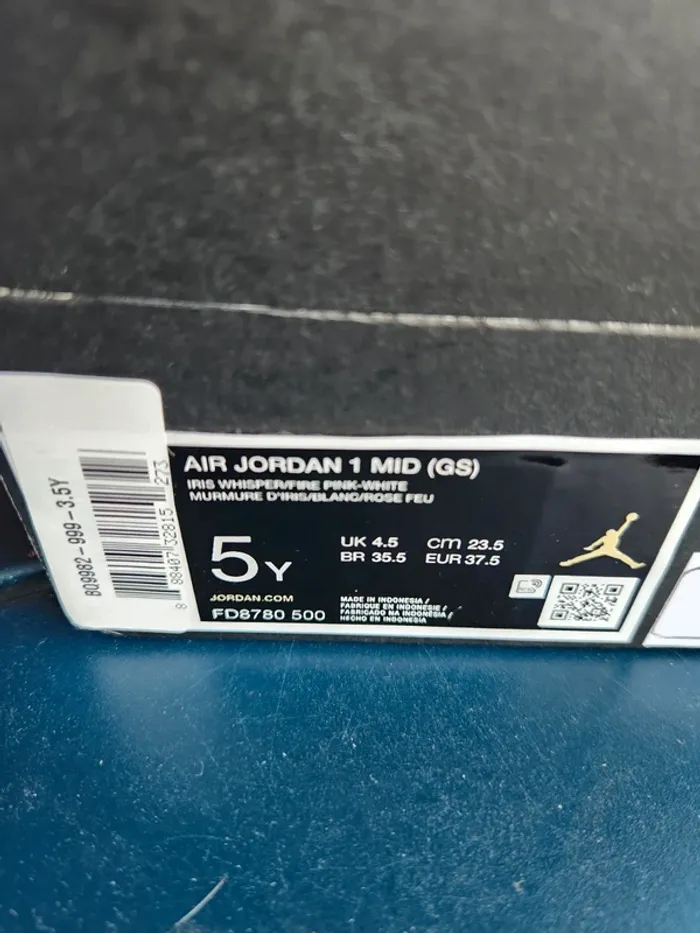 BQ9982-999-3.5Y
8 88407 32815 273
AIR JORDAN 1 MID (GS)
IRIS WHISPER/FIRE PINK-WHITE
MURMURE D'IRIS/BLANC/ROSE FEU
5Y
UK 4.5 cm 23.5
BR 35.5 EUR 37.5
JORDAN.COM
FD8780 500
MADE IN INDONESIA /
FABRIQUE EN INDONESIE /
FABRICADO NA INDONÉSIA /
HECHO EN INDONESIA